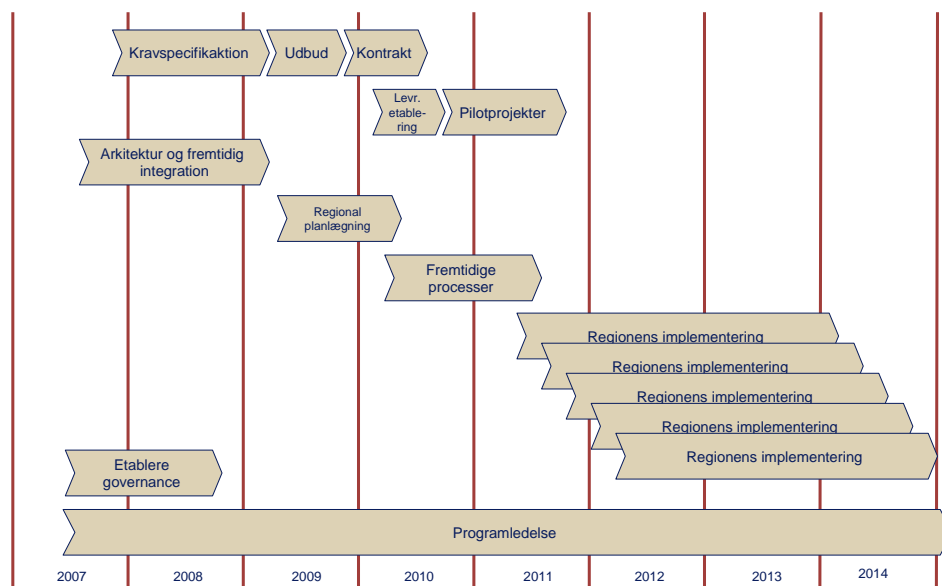 Kravspecifikaktion
Udbud
Kontrakt
Levr.
etable-
ring
Pilotprojekter
Arkitektur og fremtidig
integration
Regional
planlægning
Fremtidige
processer
Regionens implementering
Regionens implementering
Regionens implementering
Regionens implementering
Regionens implementering
Etablere
governance
Programledelse
2007 2008 2009 2010 2011 2012 2013 2014